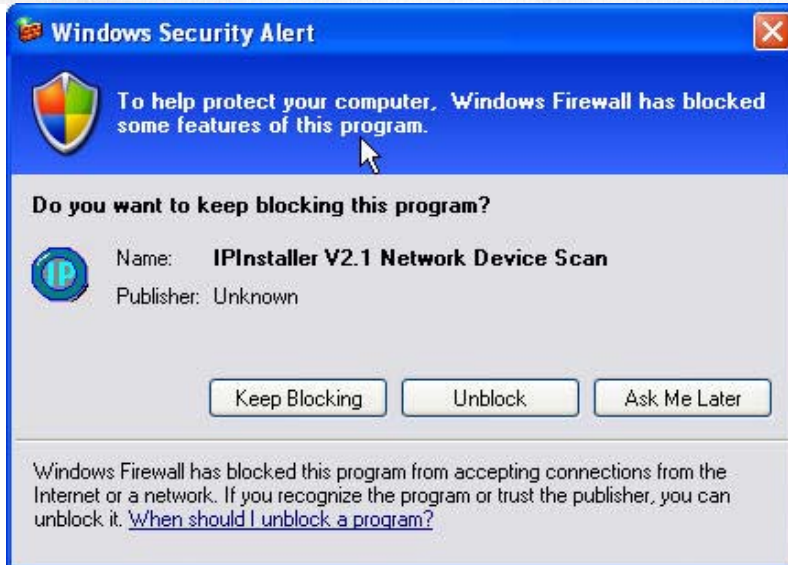 Windows Security Alert
To help protect your computer, Windows Firewall has blocked
some features of this program.
Do you want to keep blocking this program?
IP
Name: IPInstaller V2.1 Network Device Scan
Publisher: Unknown
Keep Blocking Unblock Ask Me Later
Windows Firewall has blocked this program from accepting connections from the
Internet or a network. If you recognize the program or trust the publisher, you can
unblock it. When should I unblock a program?